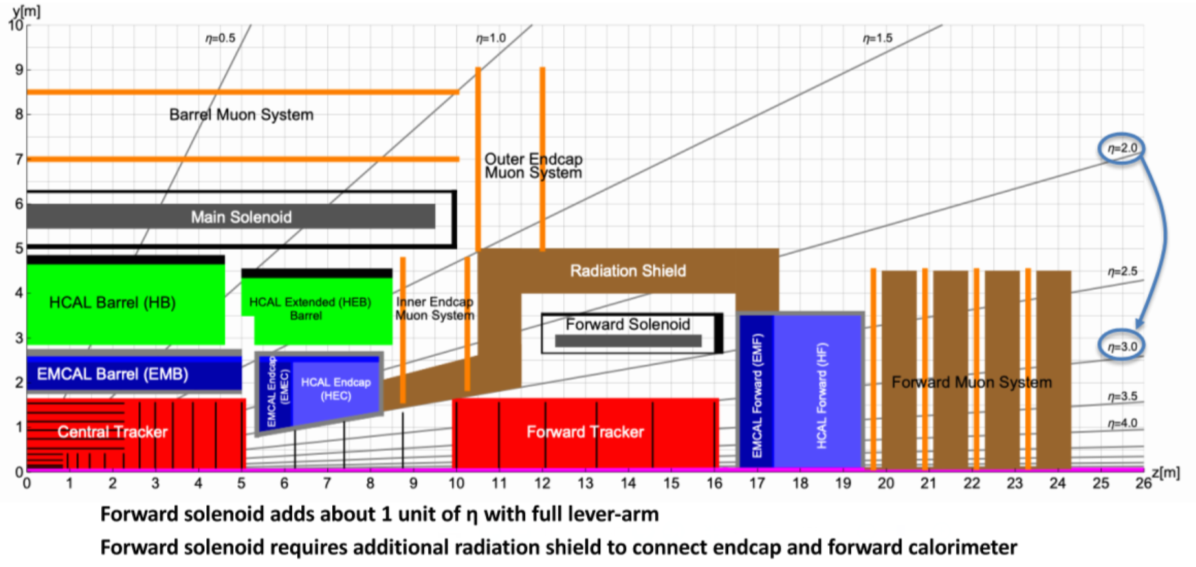 y[m]
10
η=0.5
η=1.0
η=1.5
9
Barrel Muon System
8
7
Outer Endcap
Muon System
η=2.0
6
Main Solenoid
5
Radiation Shield
η=2.5
4
HCAL Barrel (HB)
HCAL Extended (HEB)
Barrel
Inner Endcap
Muon System
Forward Solenoid
3
η=3.0
EMCAL Barrel (EMB)
2
EMCAL Endcap
(EMEC)
HCAL Endcap
(HEC)
EMCAL Forward (EMF)
HCAL Forward (HF)
Forward Muon System
η=3.5
1
Central Tracker
Forward Tracker
η=4.0
0
0 1 2 3 4 5 6 7 8 9 10 11 12 13 14 15 16 17 18 19 20 21 22 23 24 25 26 z[m]
Forward solenoid adds about 1 unit of η with full lever-arm
Forward solenoid requires additional radiation shield to connect endcap and forward calorimeter